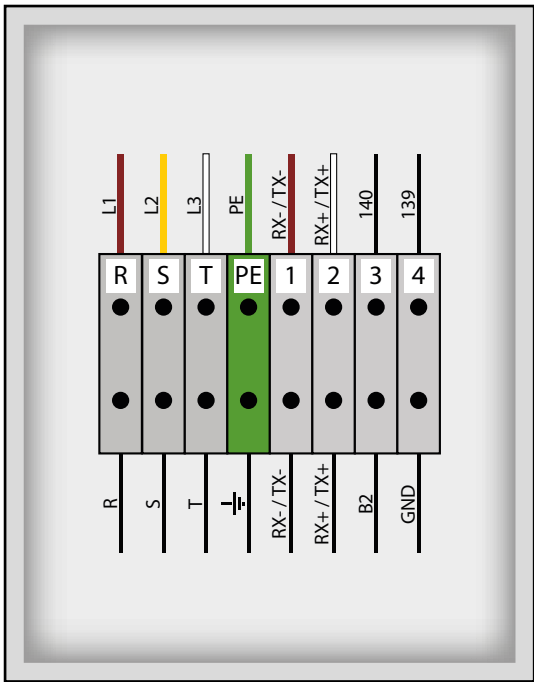 L1 L2 L3 PE RX- / TX- RX+ / TX+ 140 139
R S T PE 1 2 3 4
R S T RX- / TX- RX+ / TX+ B2 GND